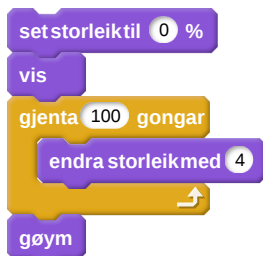 set storleik til 0 %
vis
gjenta 100 gongar
endra storleik med 4
gøym